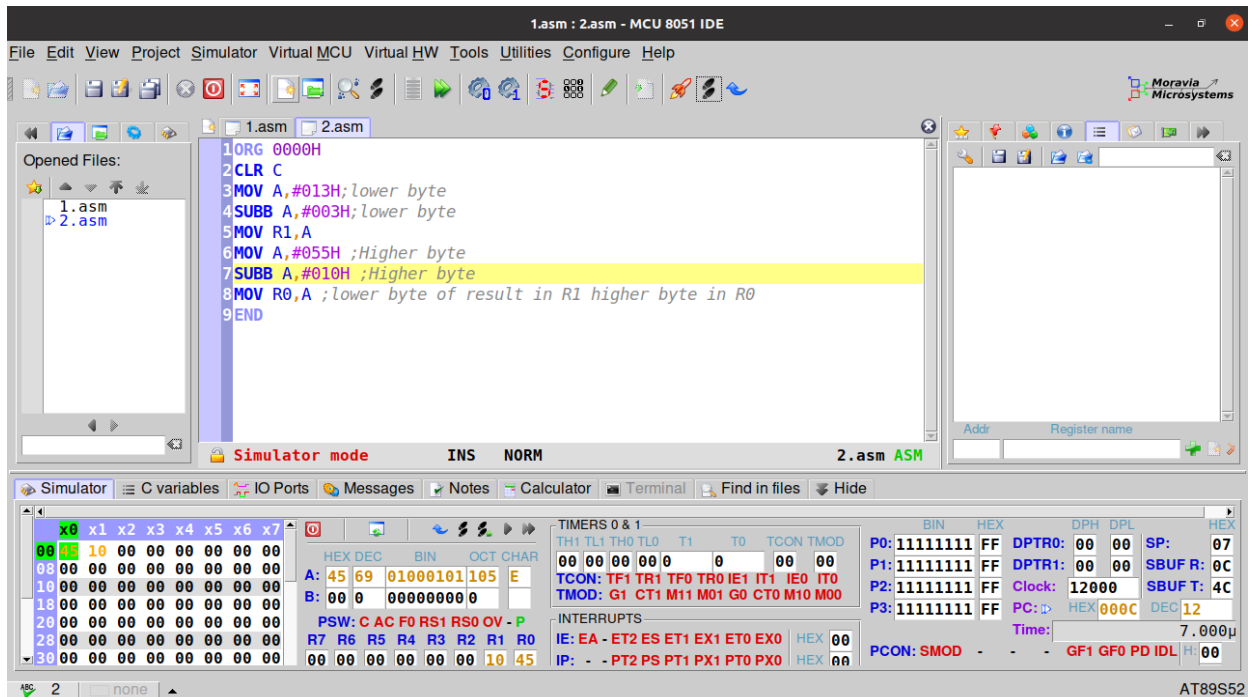 1.asm : 2.asm - MCU 8051 IDE
File Edit View Project Simulator Virtual MCU Virtual HW Tools Utilities Configure Help
Moravia
Microsystems
1.asm 2.asm
Opened Files:
1.asm
2.asm
1 ORG 0000H
2 CLR C
3 MOV A,#013H;lower byte
4 SUBB A,#003H;lower byte
5 MOV R1,A
6 MOV A,#055H ;Higher byte
7 SUBB A,#010H ;Higher byte
8 MOV R0,A ;lower byte of result in R1 higher byte in R0
9 END
Addr Register name
Simulator mode INS NORM 2.asm ASM
Simulator C variables IO Ports Messages Notes Calculator Terminal Find in files Hide
x0 x1 x2 x3 x4 x5 x6 x7
00 45 10 00 00 00 00 00 00
08 00 00 00 00 00 00 00 00
10 00 00 00 00 00 00 00 00
18 00 00 00 00 00 00 00 00
20 00 00 00 00 00 00 00 00
28 00 00 00 00 00 00 00 00
30 00 00 00 00 00 00 00 00
HEX DEC BIN OCT CHAR
A: 45 69 01000101 105 E
B: 00 0 00000000 0
PSW: C AC F0 RS1 RS0 OV - P
R7 R6 R5 R4 R3 R2 R1 R0
00 00 00 00 00 00 10 45
TIMERS 0 & 1
TH1 TL1 TH0 TL0 T1 T0 TCON TMOD
00 00 00 00 0 0 00 00
TCON: TF1 TR1 TF0 TR0 IE1 IT1 IE0 IT0
TMOD: G1 CT1 M11 M01 G0 CT0 M10 M00
INTERRUPTS
IE: EA - ET2 ES ET1 EX1 ET0 EX0 HEX 00
IP: - - PT2 PS PT1 PX1 PT0 PX0 HEX 00
BIN HEX
P0: 11111111 FF
P1: 11111111 FF
P2: 11111111 FF
P3: 11111111 FF
DPH DPL HEX
DPTR0: 00 00 SP: 07
DPTR1: 00 00 SBUF R: 0C
Clock: 12000 SBUF T: 4C
PC: HEX 000C DEC 12
Time: 7.000µ
PCON: SMOD - - - GF1 GF0 PD IDL H: 00
ABC 2 none AT89S52